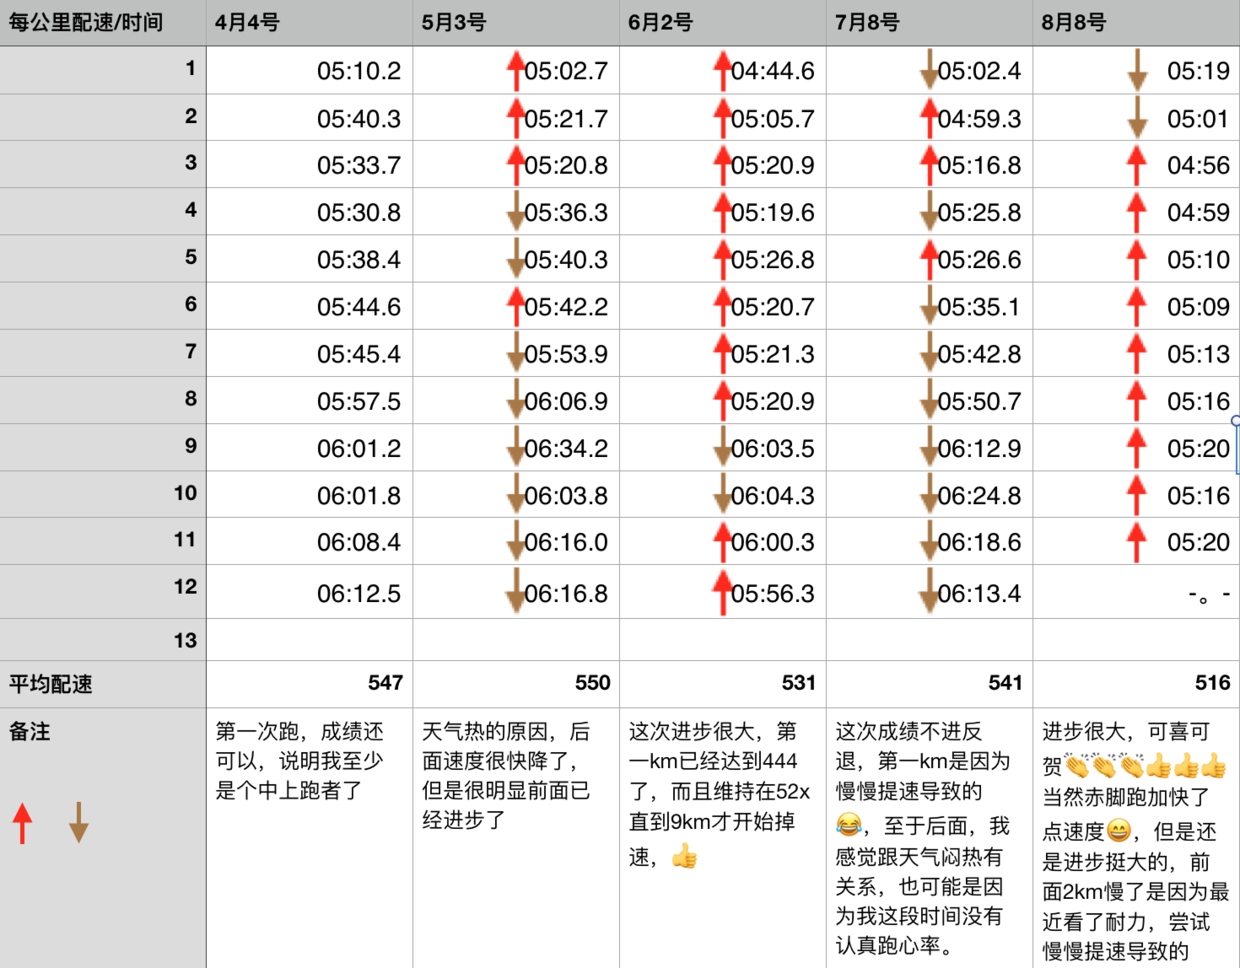 每公里配速/时间 4月4号 5月3号 6月2号 7月8号 8月8号
1 05:10.2 05:02.7 04:44.6 05:02.4 05:19
2 05:40.3 05:21.7 05:05.7 04:59.3 05:01
3 05:33.7 05:20.8 05:20.9 05:16.8 04:56
4 05:30.8 05:36.3 05:19.6 05:25.8 04:59
5 05:38.4 05:40.3 05:26.8 05:26.6 05:10
6 05:44.6 05:42.2 05:20.7 05:35.1 05:09
7 05:45.4 05:53.9 05:21.3 05:42.8 05:13
8 05:57.5 06:06.9 05:20.9 05:50.7 05:16
9 06:01.2 06:34.2 06:03.5 06:12.9 05:20
10 06:01.8 06:03.8 06:04.3 06:24.8 05:16
11 06:08.4 06:16.0 06:00.3 06:18.6 05:20
12 06:12.5 06:16.8 05:56.3 06:13.4 -。-
13
平均配速 547 550 531 541 516
备注
第一次跑，成绩还
可以，说明我至少
是个中上跑者了
天气热的原因，后
面速度很快降了，
但是很明显前面已
经进步了
这次进步很大，第
一km已经达到444
了，而且维持在52x
直到9km才开始掉
速，👍
这次成绩不进反
退，第一km是因为
慢慢提速导致的
😂，至于后面，我
感觉跟天气闷热有
关系，也可能是因
为我这段时间没有
认真跑心率。
进步很大，可喜可
贺👏👏👏👍👍👍
当然赤脚跑加快了
点速度😄，但是还
是进步挺大的，前
面2km慢了是因为最
近看了耐力，尝试
慢慢提速导致的